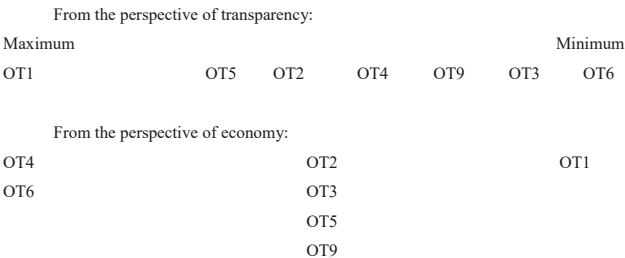 From the perspective of transparency:
Maximum Minimum
OT1 OT5 OT2 OT4 OT9 OT3 OT6
From the perspective of economy:
OT4 OT2 OT1
OT6 OT3
OT5
OT9